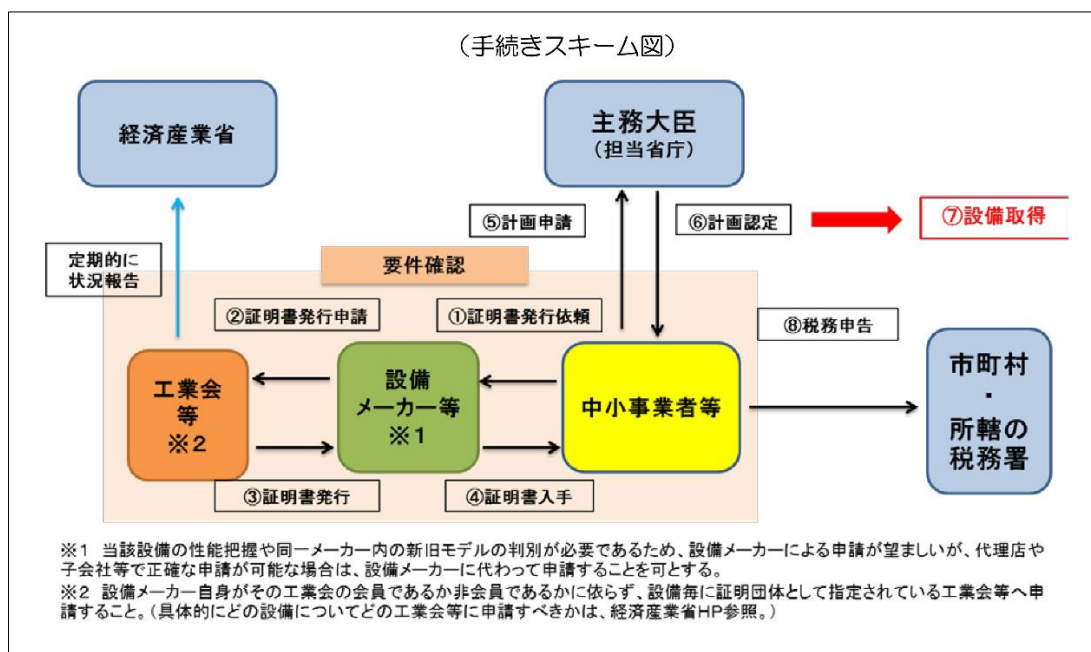 (手続きスキーム図)
経済産業省
主務大臣
(担当省庁)
⑤計画申請
⑥計画認定
⑦設備取得
定期的に
状況報告
要件確認
②証明書発行申請
①証明書発行依頼
⑧税務申告
工業会
等
※2
設備
メーカー等
※1
中小事業者等
市町村
・
所轄の
税務署
③証明書発行
④証明書入手
※1 当該設備の性能把握や同一メーカー内の新旧モデルの判別が必要であるため、設備メーカーによる申請が望ましいが、代理店や
子会社等で正確な申請が可能な場合は、設備メーカーに代わって申請することを可とする。
※2 設備メーカー自身がその工業会の会員であるか非会員であるかに依らず、設備毎に証明団体として指定されている工業会等へ申
請すること。(具体的にどの設備についてどの工業会等に申請すべきかは、経済産業省HP参照。)